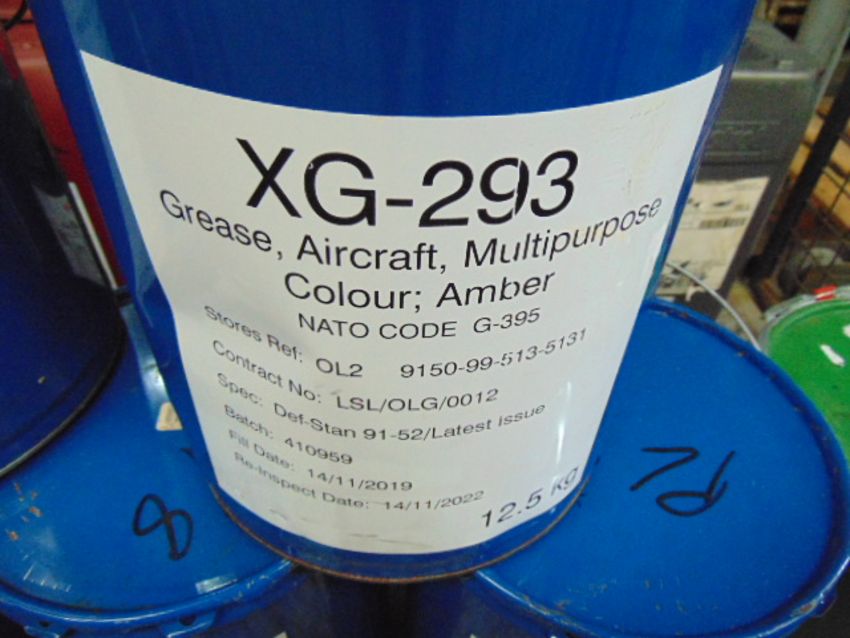 XG-293
Grease, Aircraft, Multipurpose
Colour; Amber
NATO CODE G-395
Stores Ref: OL2 9150-99-513-5131
Contract No: LSL/OLG/0012
Spec: Def-Stan 91-52/Latest issue
Batch: 410959
Fill Date: 14/11/2019
Re-Inspect Date: 14/11/2022
12.5 kg
8